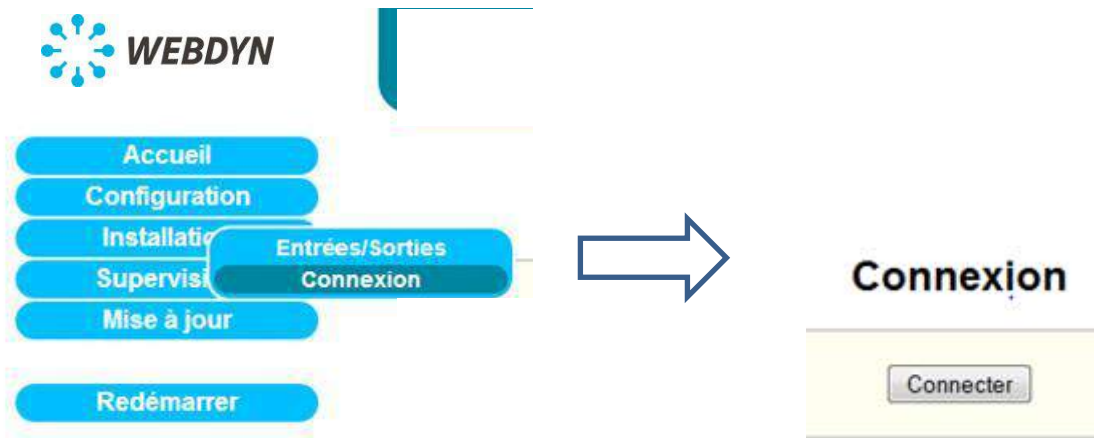 WEBDYN
Accueil
Configuration
Installatio
Entrées/Sorties
Supervisi
Connexion
Mise à jour
Redémarrer
Connexion
Connecter